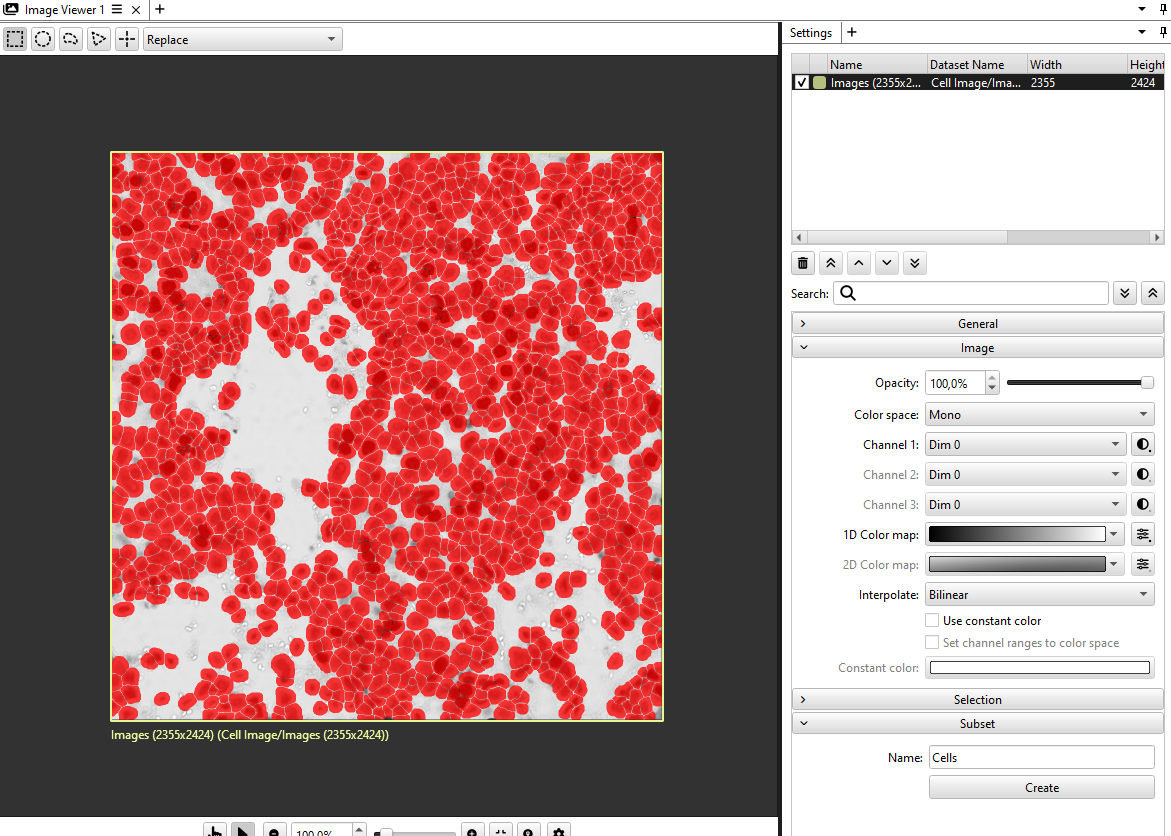 Image Viewer 1
Replace
Images (2355x2424) (Cell Image/Images (2355x2424))
100,0%
Settings
Name Dataset Name Width Height
Images (2355x2... Cell Image/Ima... 2355 2424
Search:
General
Image
Opacity: 100,0%
Color space: Mono
Channel 1: Dim 0
Channel 2: Dim 0
Channel 3: Dim 0
1D Color map:
2D Color map:
Interpolate: Bilinear
Use constant color
Set channel ranges to color space
Constant color:
Selection
Subset
Name: Cells
Create